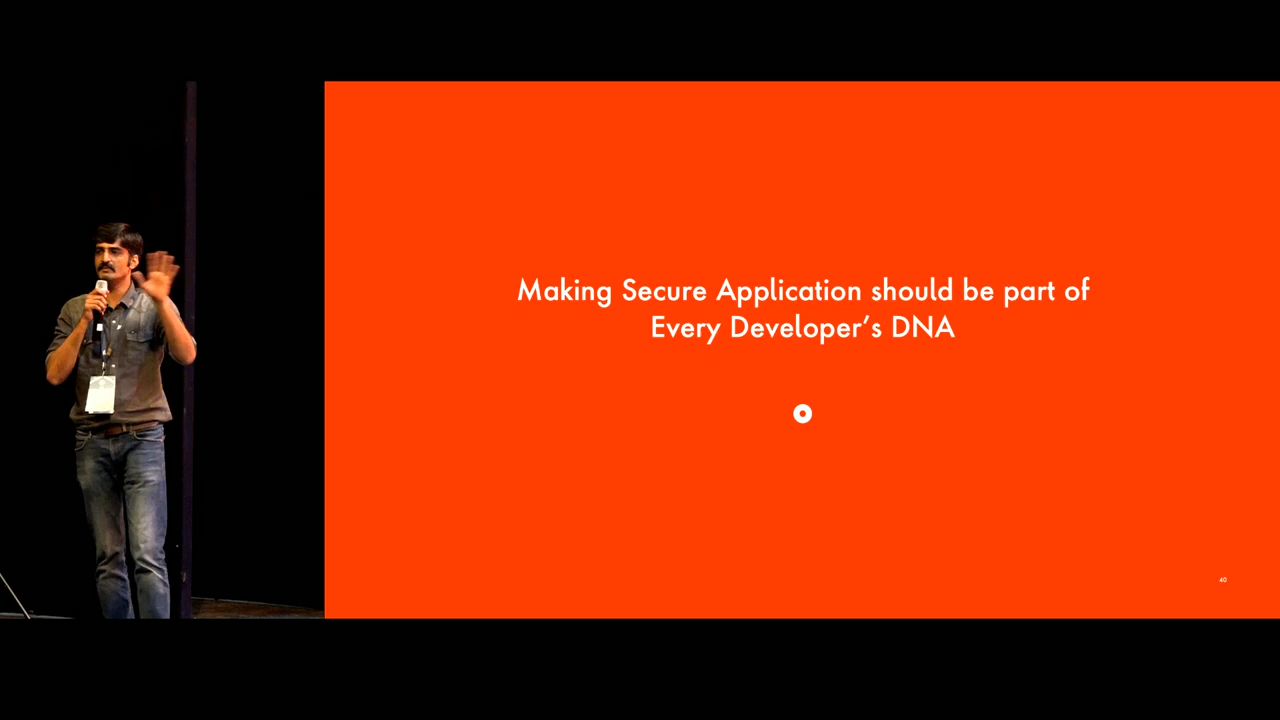 Making Secure Application should be part of
Every Developer’s DNA
40